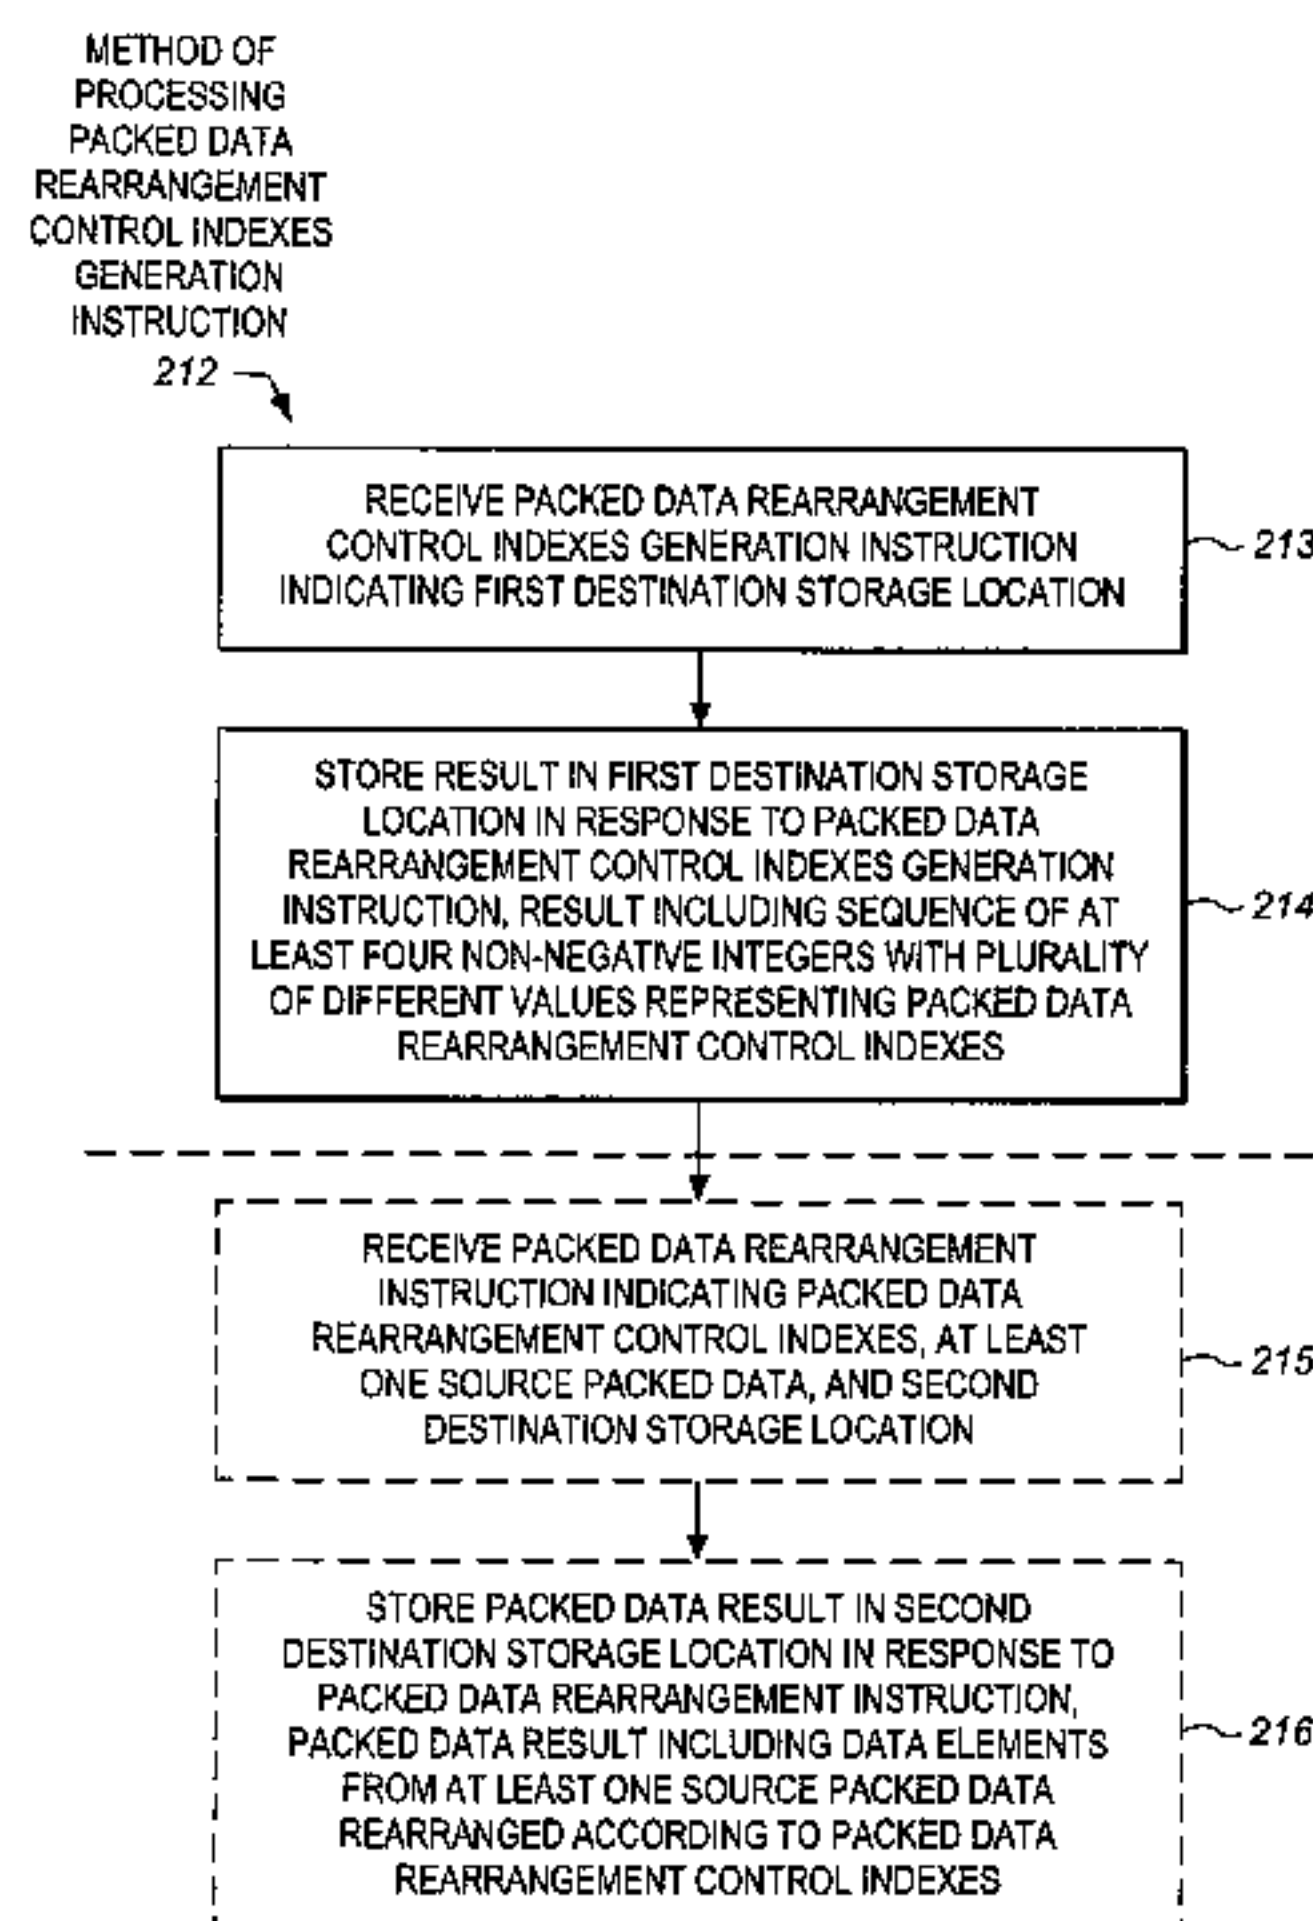 METHOD OF
PROCESSING
PACKED DATA
REARRANGEMENT
CONTROL INDEXES
GENERATION
INSTRUCTION
212
RECEIVE PACKED DATA REARRANGEMENT
CONTROL INDEXES GENERATION INSTRUCTION
INDICATING FIRST DESTINATION STORAGE LOCATION
213
STORE RESULT IN FIRST DESTINATION STORAGE
LOCATION IN RESPONSE TO PACKED DATA
REARRANGEMENT CONTROL INDEXES GENERATION
INSTRUCTION, RESULT INCLUDING SEQUENCE OF AT
LEAST FOUR NON-NEGATIVE INTEGERS WITH PLURALITY
OF DIFFERENT VALUES REPRESENTING PACKED DATA
REARRANGEMENT CONTROL INDEXES
214
RECEIVE PACKED DATA REARRANGEMENT
INSTRUCTION INDICATING PACKED DATA
REARRANGEMENT CONTROL INDEXES, AT LEAST
ONE SOURCE PACKED DATA, AND SECOND
DESTINATION STORAGE LOCATION
215
STORE PACKED DATA RESULT IN SECOND
DESTINATION STORAGE LOCATION IN RESPONSE TO
PACKED DATA REARRANGEMENT INSTRUCTION,
PACKED DATA RESULT INCLUDING DATA ELEMENTS
FROM AT LEAST ONE SOURCE PACKED DATA
REARRANGED ACCORDING TO PACKED DATA
REARRANGEMENT CONTROL INDEXES
216